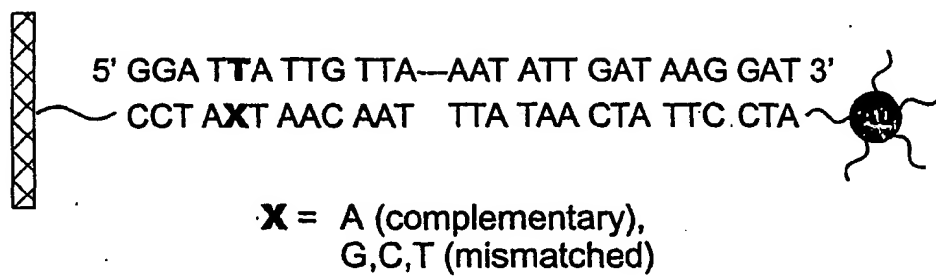 5' GGA TTA TTG TTA---AAT ATT GAT AAG GAT 3'
CCT AXT AAC AAT TTA TAA CTA TTC CTA
X = A (complementary),
G,C,T (mismatched)